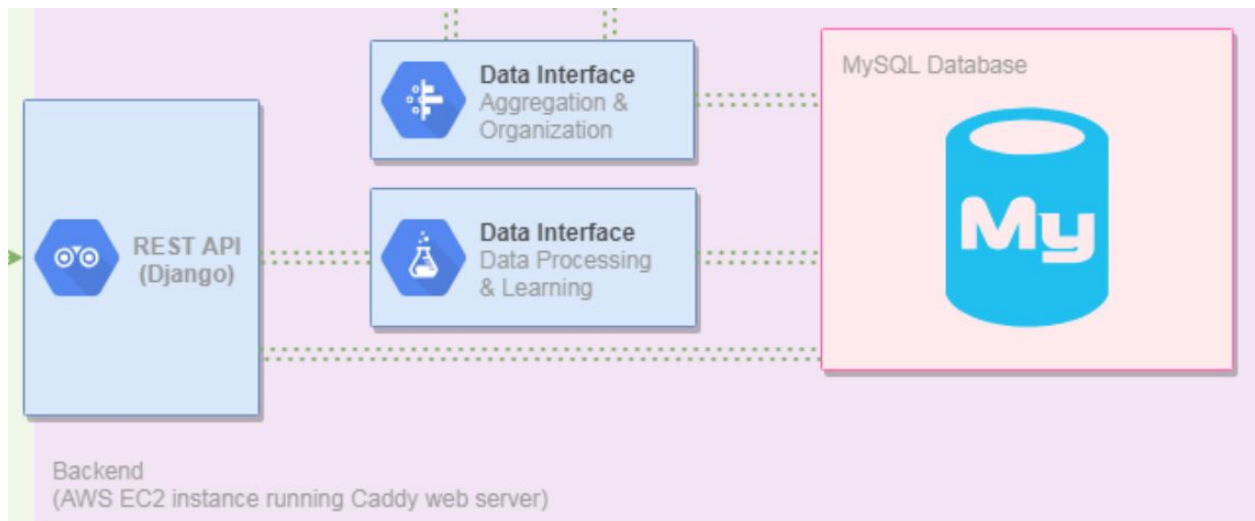 Data Interface
Aggregation &
Organization
MySQL Database
My
REST API
(Django)
Data Interface
Data Processing
& Learning
Backend
(AWS EC2 instance running Caddy web server)